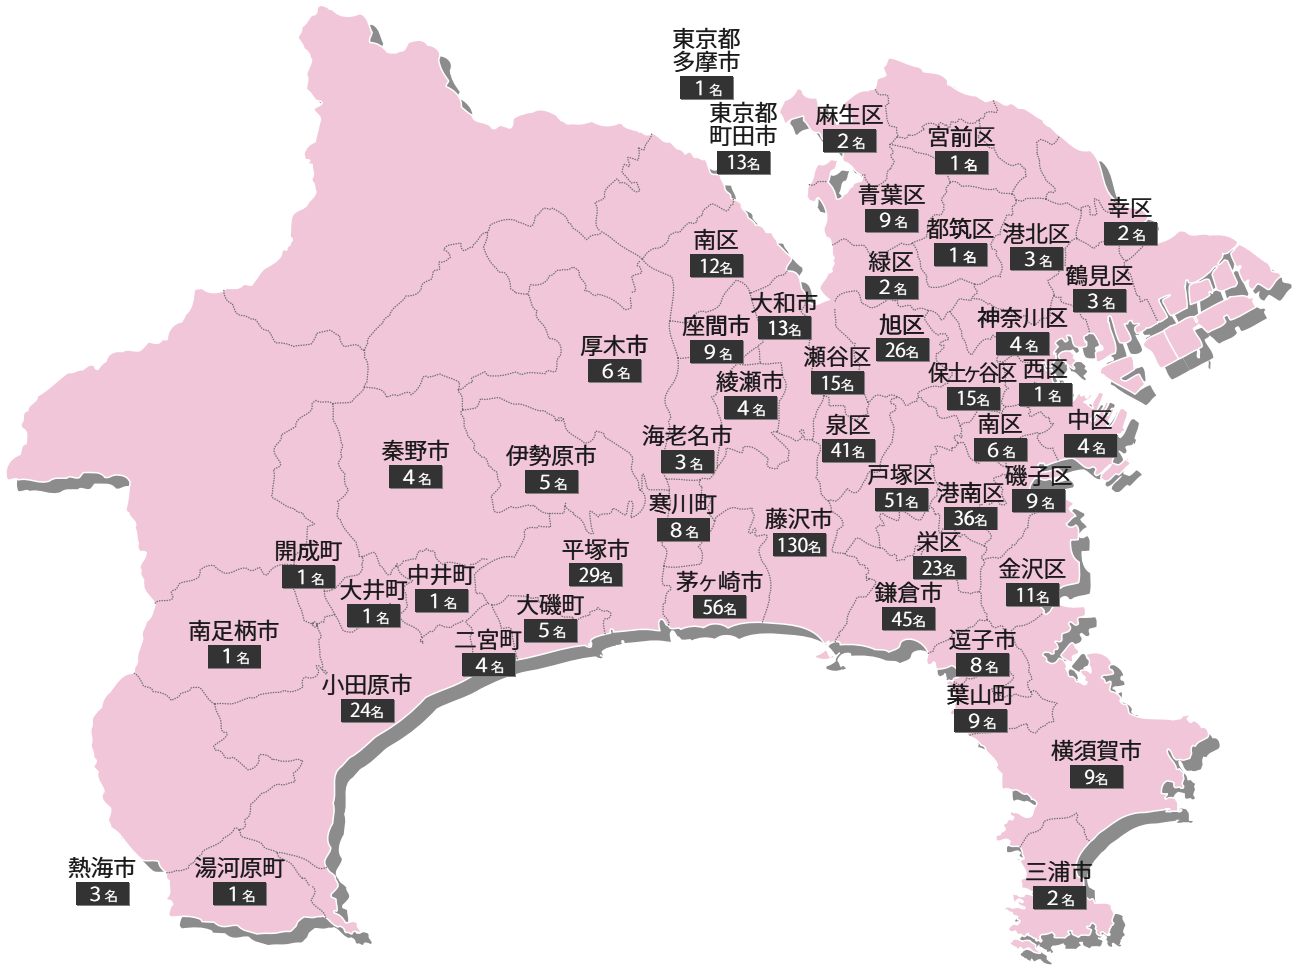 東京都
多摩市
1名
東京都
町田市
13名
麻生区
2名
宮前区
1名
青葉区
9名
幸区
2名
都筑区
1名
港北区
3名
南区
12名
緑区
2名
鶴見区
3名
大和市
13名
座間市
9名
旭区
26名
神奈川区
4名
厚木市
6名
瀬谷区
15名
保土ヶ谷区
15名
西区
1名
綾瀬市
4名
泉区
41名
南区
6名
中区
4名
海老名市
3名
秦野市
4名
伊勢原市
5名
戸塚区
51名
港南区
36名
磯子区
9名
寒川町
8名
藤沢市
130名
栄区
23名
開成町
1名
平塚市
29名
金沢区
11名
中井町
1名
大井町
1名
茅ヶ崎市
56名
鎌倉市
45名
大磯町
5名
南足柄市
1名
二宮町
4名
逗子市
8名
小田原市
24名
葉山町
9名
横須賀市
9名
熱海市
3名
湯河原町
1名
三浦市
2名